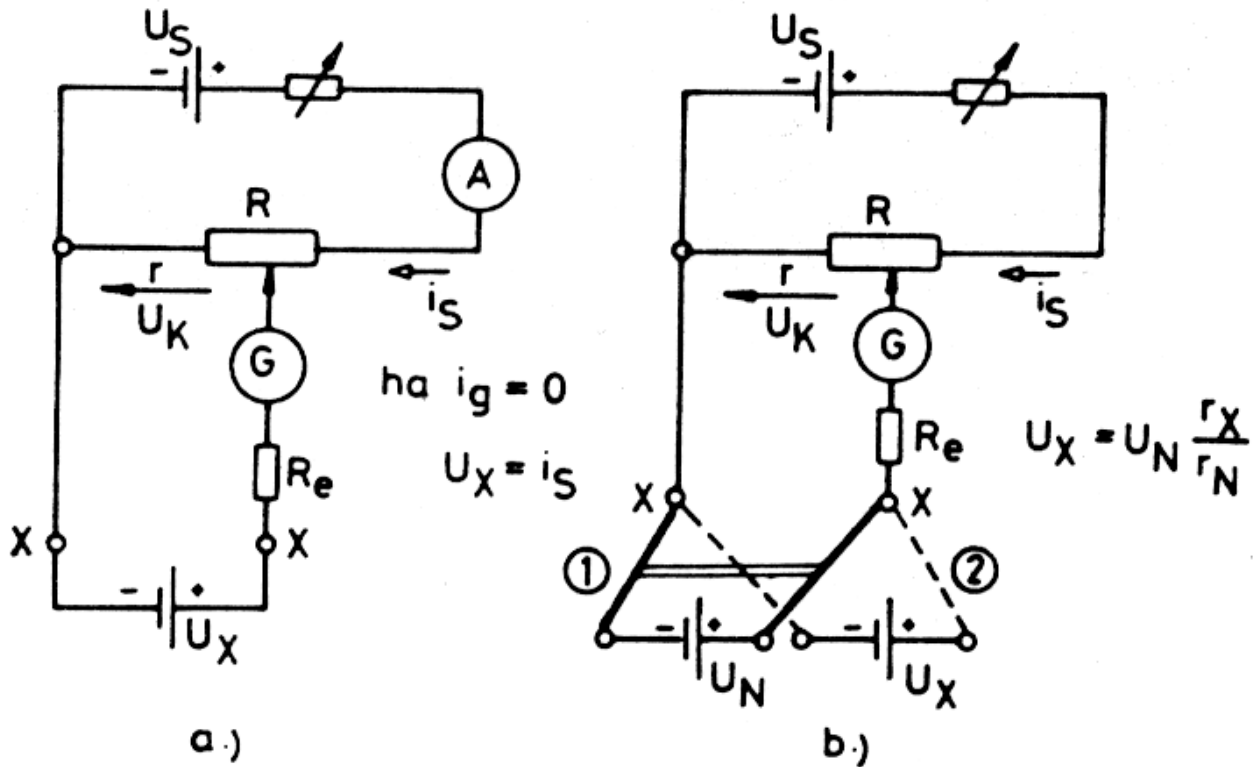 U_S
- +
A
R
r
U_K
i_S
G
ha i_g = 0
R_e
U_X = i_S
X X
- +
U_X
a.)
U_S
- +
R
r
U_K
i_S
G
R_e
U_X = U_N r_X / r_N
X X
① ②
- + - +
U_N U_X
b.)